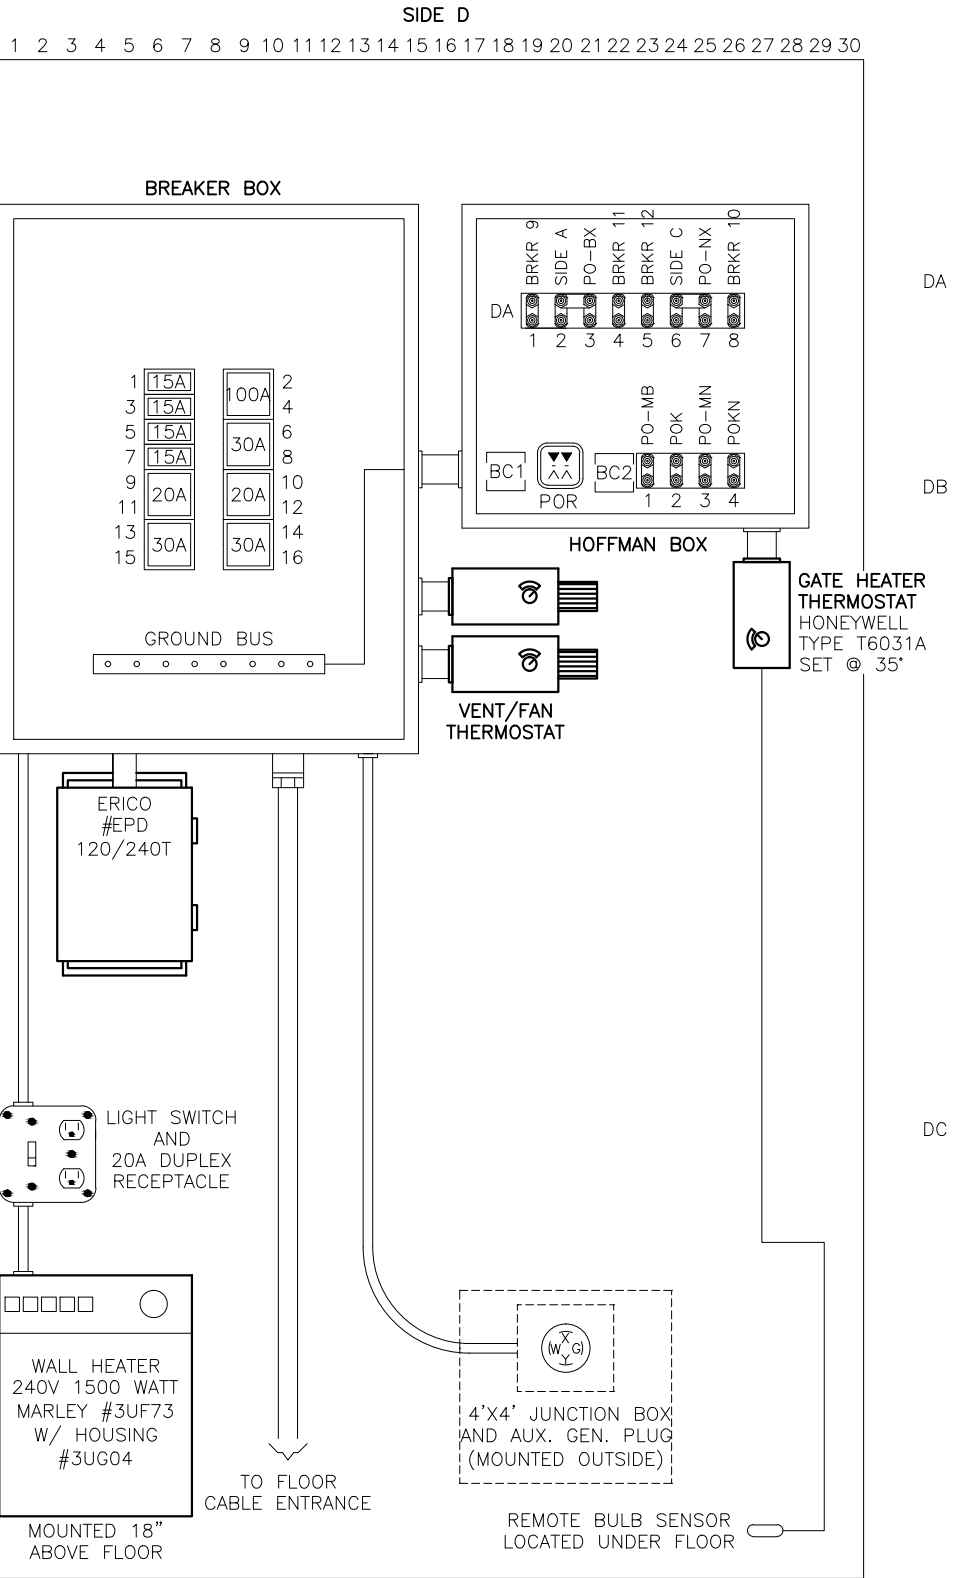 SIDE D
1 2 3 4 5 6 7 8 9 10 11 12 13 14 15 16 17 18 19 20 21 22 23 24 25 26 27 28 29 30
BREAKER BOX
BRKR 9
SIDE A
PO-BX
BRKR 11
BRKR 12
SIDE C
PO-NX
BRKR 10
DA
DA
1 2 3 4 5 6 7 8
1 15A
3 15A
5 15A
7 15A
9
20A
11
13
30A
15
2
100A
4
6
30A
8
10
20A
12
14
30A
16
PO-MB
POK
PO-MN
POKN
BC1
POR
BC2
1 2 3 4
DB
HOFFMAN BOX
GATE HEATER
THERMOSTAT
HONEYWELL
TYPE T6031A
SET @ 35°
GROUND BUS
VENT/FAN
THERMOSTAT
ERICO
#EPD
120/240T
LIGHT SWITCH
AND
20A DUPLEX
RECEPTACLE
DC
WALL HEATER
240V 1500 WATT
MARLEY #3UF73
W/ HOUSING
#3UG04
MOUNTED 18"
ABOVE FLOOR
TO FLOOR
CABLE ENTRANCE
X
W G
Y
4'X4' JUNCTION BOX
AND AUX. GEN. PLUG
(MOUNTED OUTSIDE)
REMOTE BULB SENSOR
LOCATED UNDER FLOOR